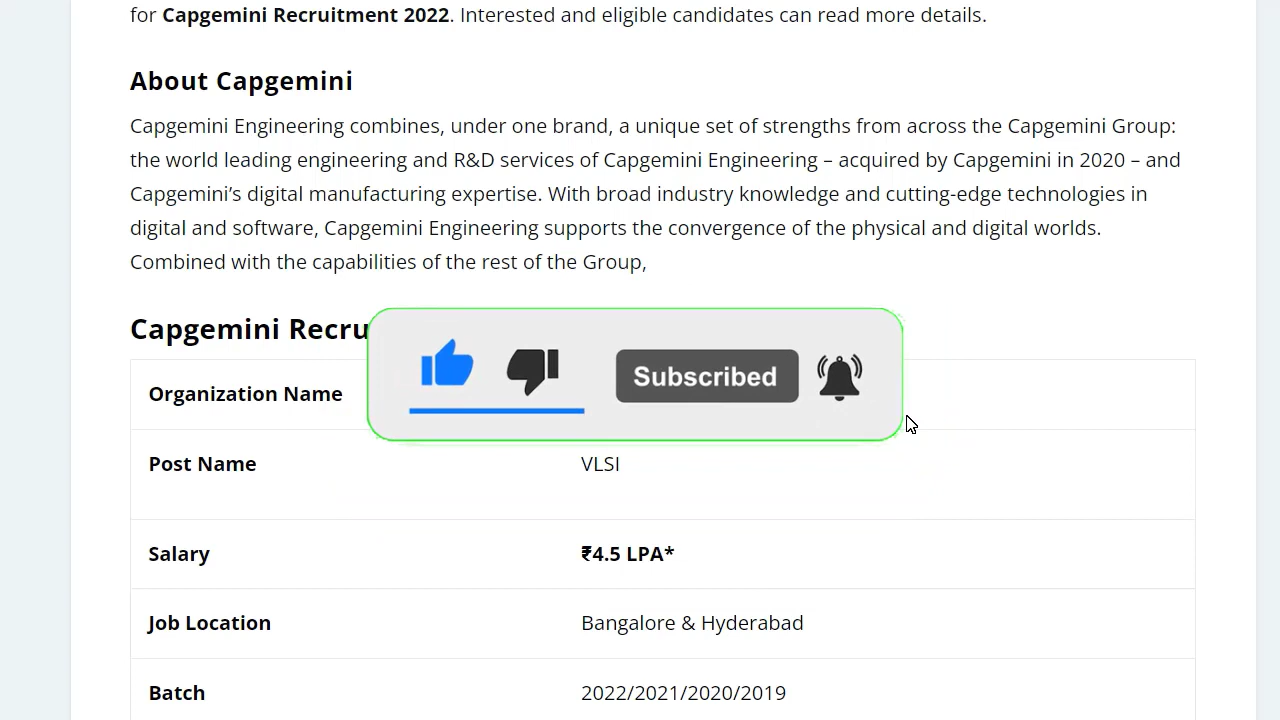 for Capgemini Recruitment 2022. Interested and eligible candidates can read more details.
About Capgemini
Capgemini Engineering combines, under one brand, a unique set of strengths from across the Capgemini Group:
the world leading engineering and R&D services of Capgemini Engineering – acquired by Capgemini in 2020 – and
Capgemini’s digital manufacturing expertise. With broad industry knowledge and cutting-edge technologies in
digital and software, Capgemini Engineering supports the convergence of the physical and digital worlds.
Combined with the capabilities of the rest of the Group,
Capgemini
Subscribed
Organization Name
Post Name VLSI
Salary ₹4.5 LPA*
Job Location Bangalore & Hyderabad
Batch 2022/2021/2020/2019